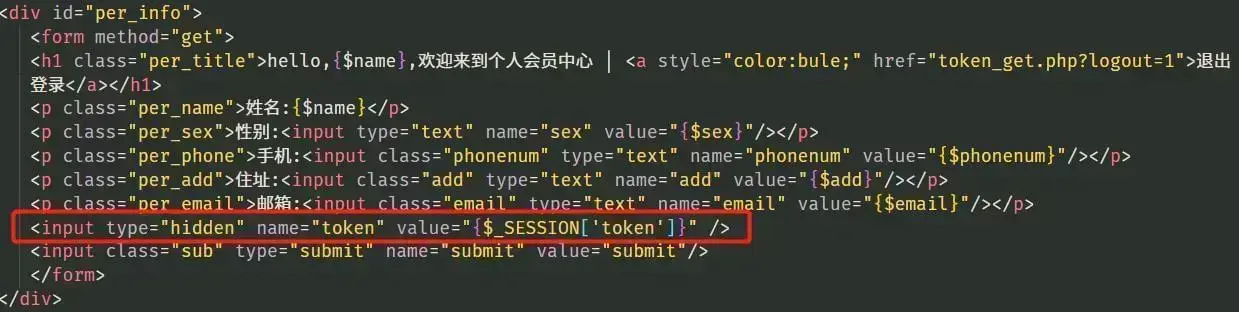 <div id="per_info">
<form method="get">
<h1 class="per_title">hello,{$name},欢迎来到个人会员中心 | <a style="color:bule;" href="token_get.php?logout=1">退出
登录</a></h1>
<p class="per_name">姓名:{$name}</p>
<p class="per_sex">性别:<input type="text" name="sex" value="{$sex}"/></p>
<p class="per_phone">手机:<input class="phonenum" type="text" name="phonenum" value="{$phonenum}"/></p>
<p class="per_add">住址:<input class="add" type="text" name="add" value="{$add}"/></p>
<p class="per_email">邮箱:<input class="email" type="text" name="email" value="{$email}"/></p>
<input type="hidden" name="token" value="{$_SESSION['token']}" />
<input class="sub" type="submit" name="submit" value="submit"/>
</form>
</div>